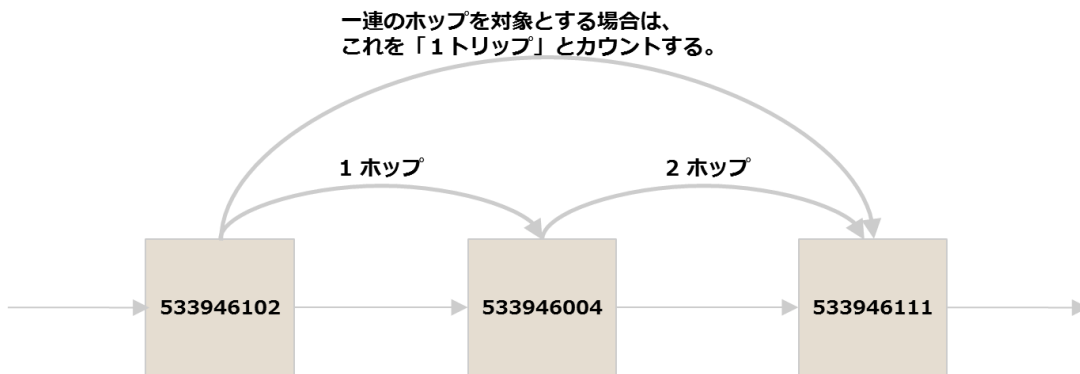 一連のホップを対象とする場合は、
これを「１トリップ」とカウントする。
1 ホップ
2 ホップ
533946102
533946004
533946111